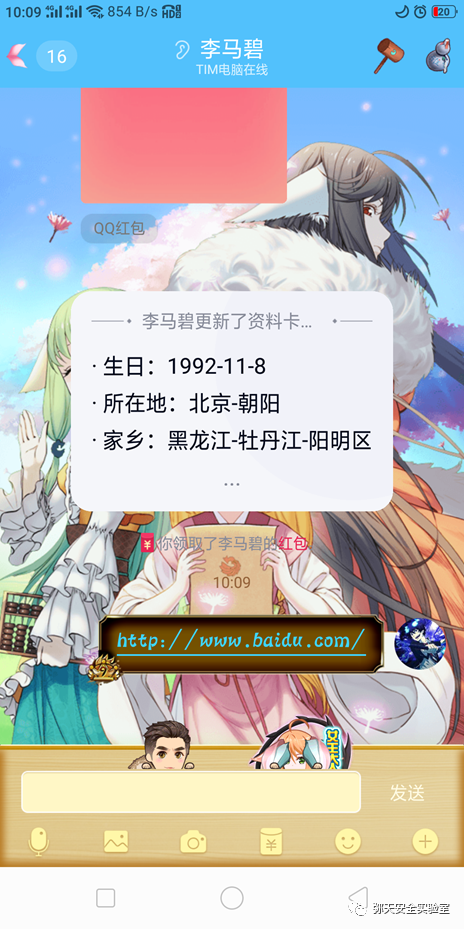 10:09 4G 4G 854 B/s HD 20
16
李马碧
TIM电脑在线
QQ红包
李马碧更新了资料卡...
· 生日：1992-11-8
· 所在地：北京-朝阳
· 家乡：黑龙江-牡丹江-阳明区
...
你领取了李马碧的红包
10:09
http://www.baidu.com/
发送
弥天安全实验室